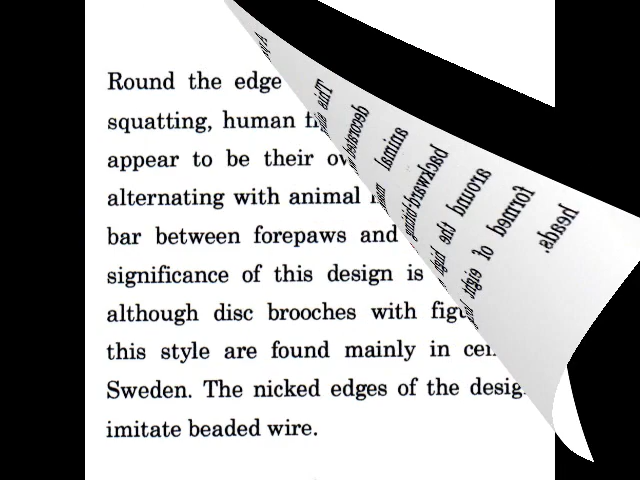 Round the edge
squatting, human
appear to be their
alternating with animal
bar between forepaws and
significance of this design is
although disc brooches with
this style are found mainly in
Sweden. The nicked edges of the
imitate beaded wire.
This
decorated
animal
backward-biting
around the high
formed of eight
heads.